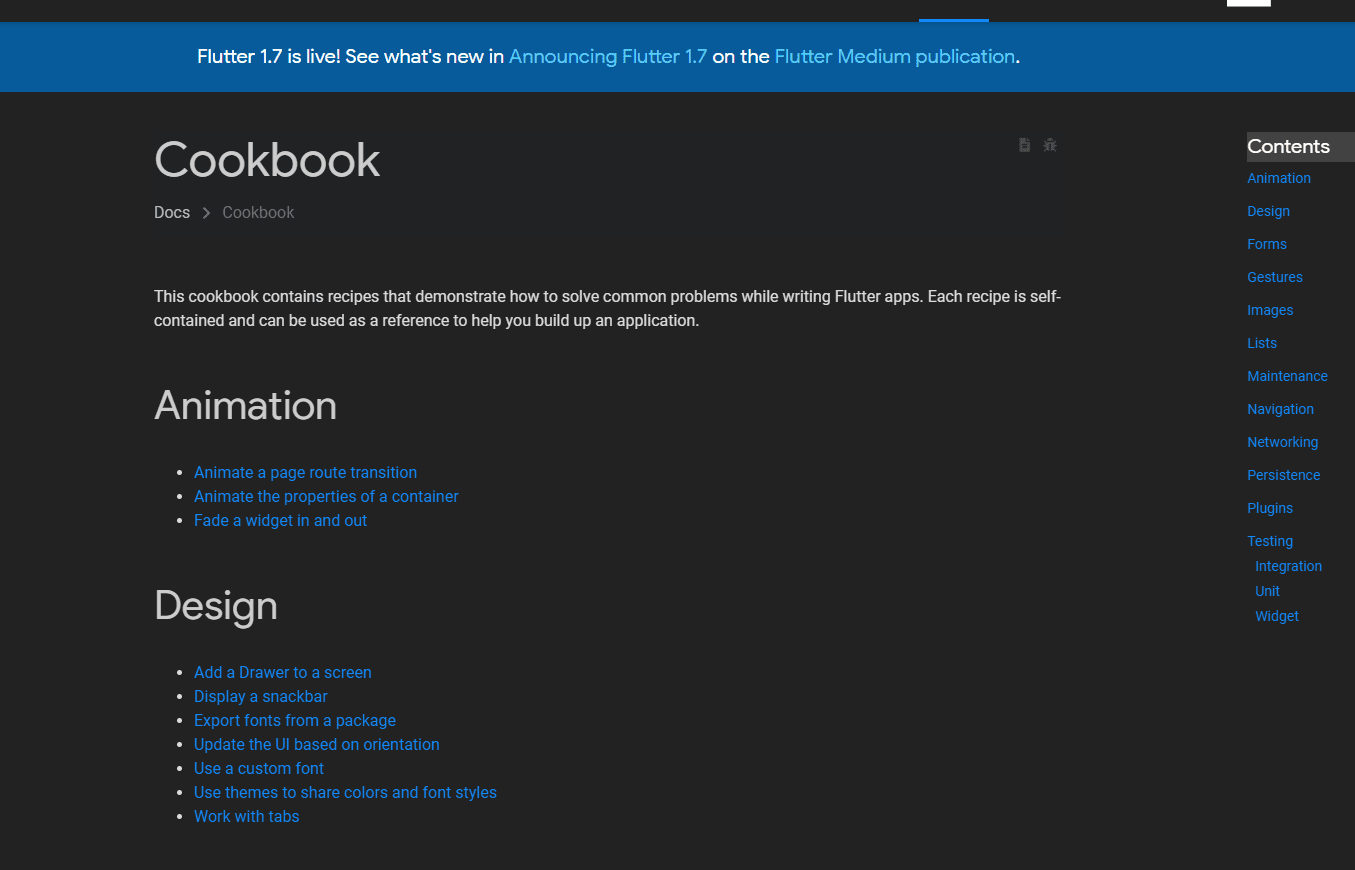 Flutter 1.7 is live! See what's new in Announcing Flutter 1.7 on the Flutter Medium publication.
Cookbook
Docs
Cookbook
This cookbook contains recipes that demonstrate how to solve common problems while writing Flutter apps. Each recipe is self-
contained and can be used as a reference to help you build up an application.
Animation
Animate a page route transition
Animate the properties of a container
Fade a widget in and out
Design
Add a Drawer to a screen
Display a snackbar
Export fonts from a package
Update the UI based on orientation
Use a custom font
Use themes to share colors and font styles
Work with tabs
Contents
Animation
Design
Forms
Gestures
Images
Lists
Maintenance
Navigation
Networking
Persistence
Plugins
Testing
Integration
Unit
Widget